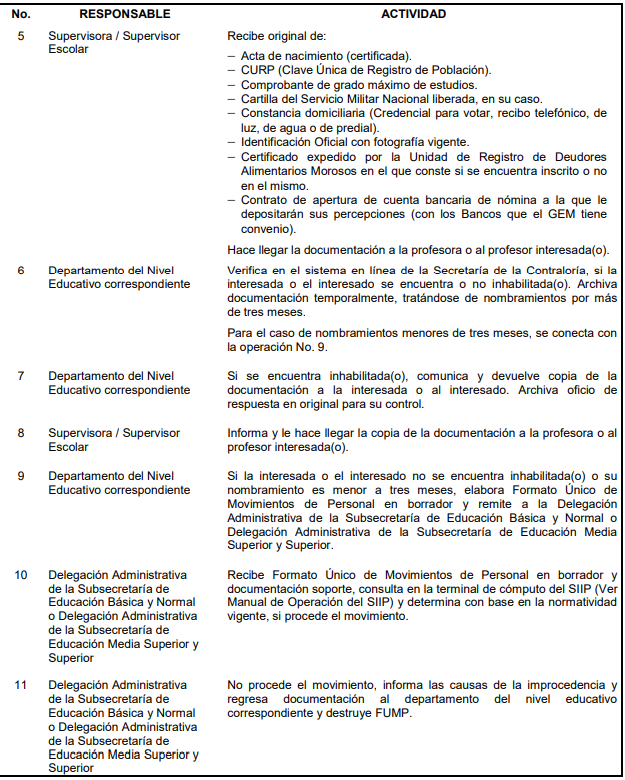 No. RESPONSABLE ACTIVIDAD
5 Supervisora / Supervisor Escolar
Recibe original de:
– Acta de nacimiento (certificada).
– CURP (Clave Única de Registro de Población).
– Comprobante de grado máximo de estudios.
– Cartilla del Servicio Militar Nacional liberada, en su caso.
– Constancia domiciliaria (Credencial para votar, recibo telefónico, de
luz, de agua o de predial).
– Identificación Oficial con fotografía vigente.
– Certificado expedido por la Unidad de Registro de Deudores
Alimentarios Morosos en el que conste si se encuentra inscrito o no
en el mismo.
– Contrato de apertura de cuenta bancaria de nómina a la que le
depositarán sus percepciones (con los Bancos que el GEM tiene
convenio).
Hace llegar la documentación a la profesora o al profesor interesada(o).
6 Departamento del Nivel
Educativo correspondiente
Verifica en el sistema en línea de la Secretaría de la Contraloría, si la
interesada o el interesado se encuentra o no inhabilitada(o). Archiva
documentación temporalmente, tratándose de nombramientos por más
de tres meses.
Para el caso de nombramientos menores de tres meses, se conecta con
la operación No. 9.
7 Departamento del Nivel
Educativo correspondiente
Si se encuentra inhabilitada(o), comunica y devuelve copia de la
documentación a la interesada o al interesado. Archiva oficio de
respuesta en original para su control.
8 Supervisora / Supervisor
Escolar
Informa y le hace llegar la copia de la documentación a la profesora o al
profesor interesada(o).
9 Departamento del Nivel
Educativo correspondiente
Si la interesada o el interesado no se encuentra inhabilitada(o) o su
nombramiento es menor a tres meses, elabora Formato Único de
Movimientos de Personal en borrador y remite a la Delegación
Administrativa de la Subsecretaría de Educación Básica y Normal o
Delegación Administrativa de la Subsecretaría de Educación Media
Superior y Superior.
10 Delegación Administrativa
de la Subsecretaría de
Educación Básica y Normal
o Delegación Administrativa
de la Subsecretaría de
Educación Media Superior y
Superior
Recibe Formato Único de Movimientos de Personal en borrador y
documentación soporte, consulta en la terminal de cómputo del SIIP (Ver
Manual de Operación del SIIP) y determina con base en la normatividad
vigente, si procede el movimiento.
11 Delegación Administrativa
de la Subsecretaría de
Educación Básica y Normal
o Delegación Administrativa
de la Subsecretaría de
Educación Media Superior y
Superior
No procede el movimiento, informa las causas de la improcedencia y
regresa documentación al departamento del nivel educativo
correspondiente y destruye FUMP.